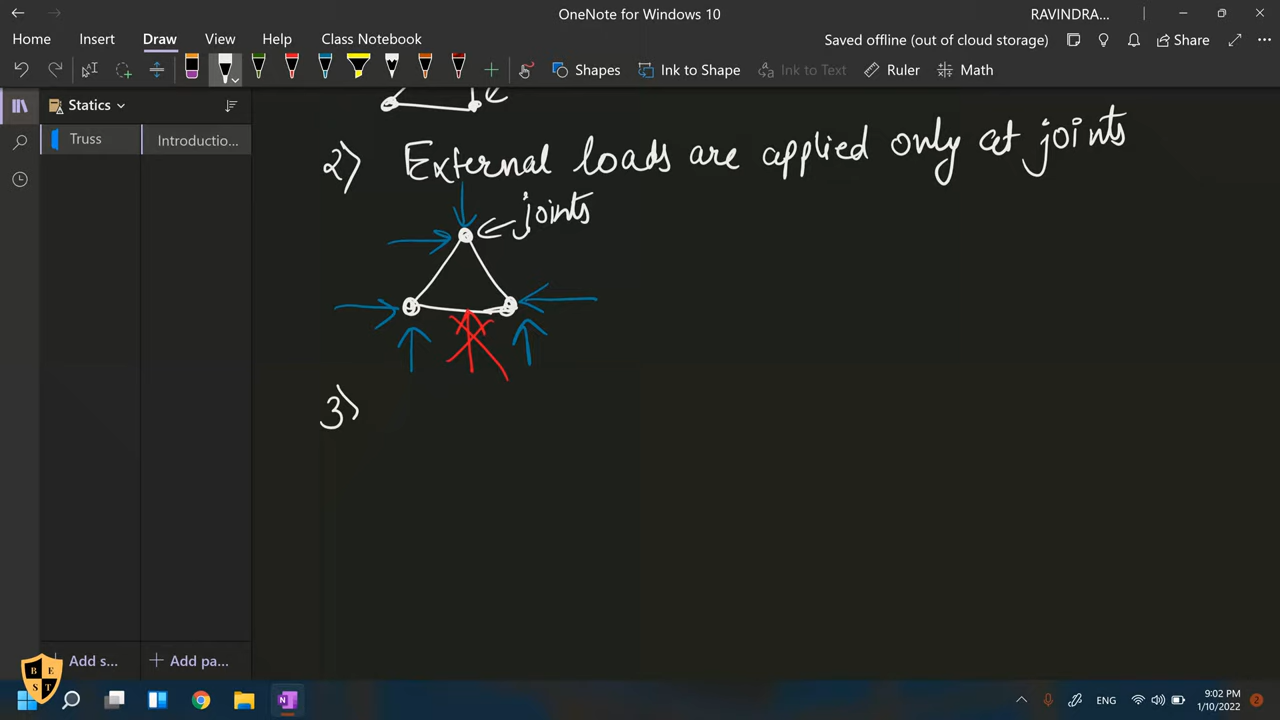 OneNote for Windows 10
RAVINDRA...
Home Insert Draw View Help Class Notebook
Saved offline (out of cloud storage)
Share
Shapes
Ink to Shape
Ink to Text
Ruler
Math
Statics
Truss
Introductio...
2) External loads are applied only at joints
joints
3)
Add s...
Add pa...
BEST
ENG
9:02 PM
1/10/2022
2